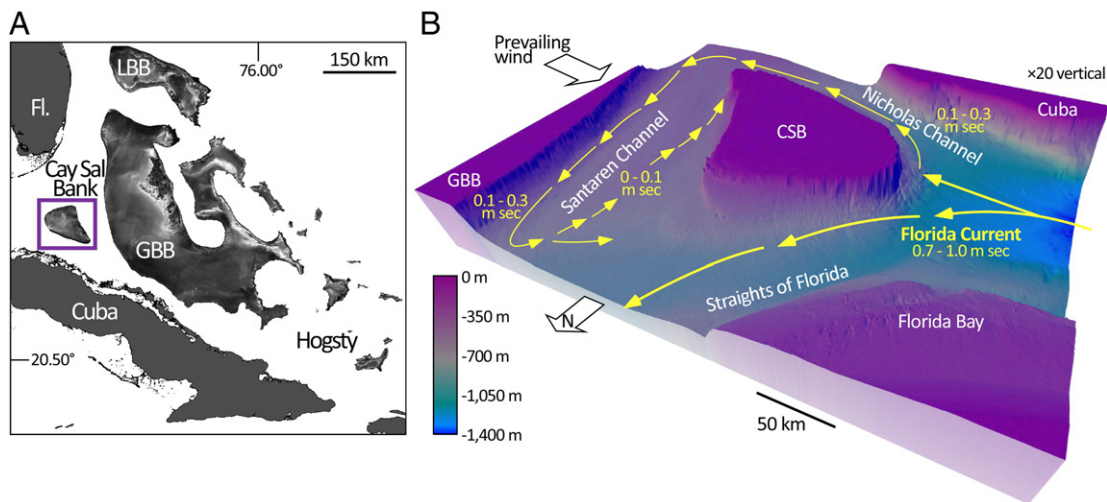 A
LBB
76.00°
150 km
Fl.
Cay Sal
Bank
GBB
Cuba
Hogsty
20.50°
B
Prevailing
wind
×20 vertical
Cuba
Nicholas Channel
0.1 - 0.3
m sec
CSB
Santaren Channel
0 - 0.1
m sec
GBB
0.1 - 0.3
m sec
Florida Current
0.7 - 1.0 m sec
Straights of Florida
N
Florida Bay
0 m
-350 m
-700 m
-1,050 m
-1,400 m
50 km